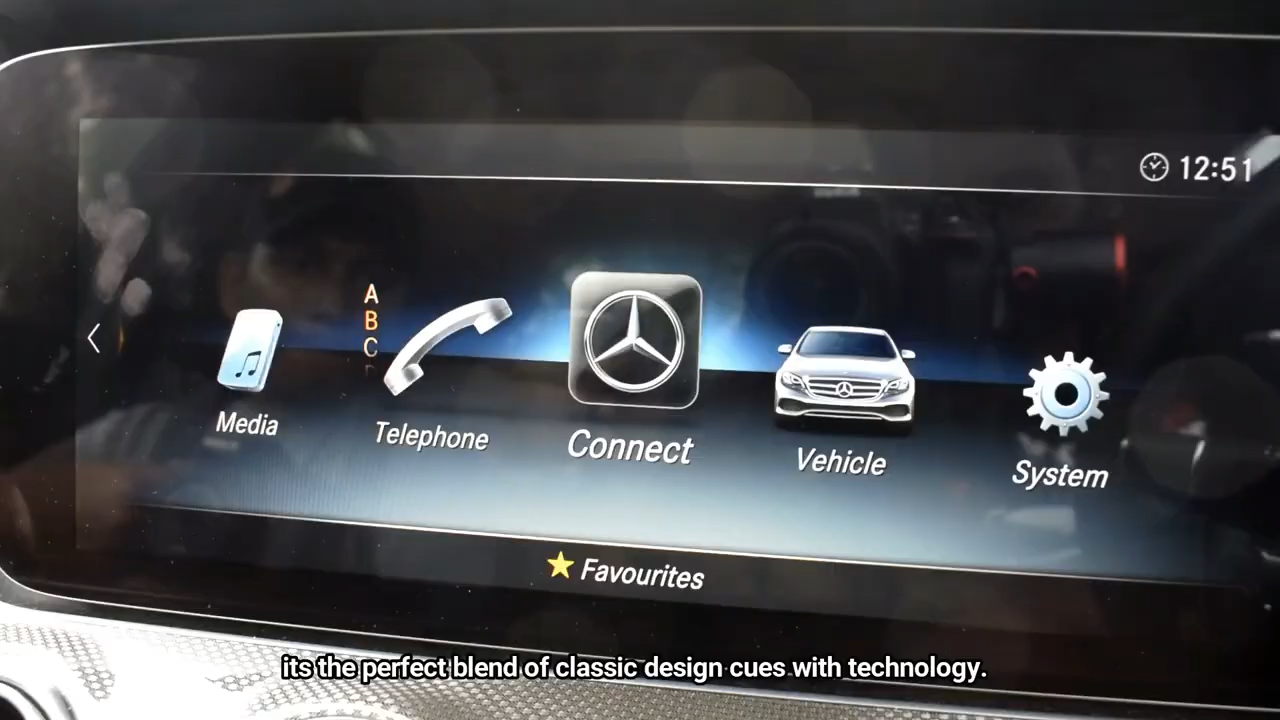 12:51
A
B
C
Media
Telephone
Connect
Vehicle
System
Favourites
its the perfect blend of classic design cues with technology.